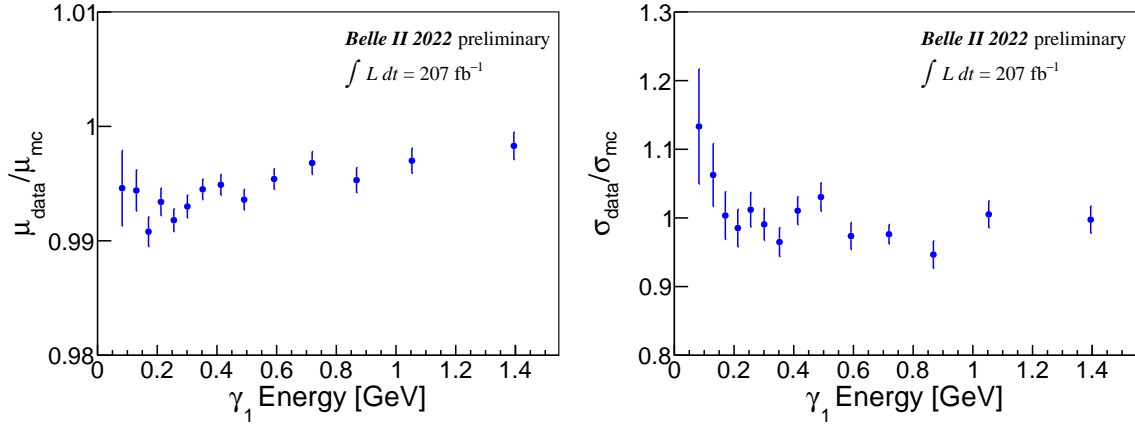 1.01
1
0.99
0.98
μdata/μmc
Belle II 2022 preliminary
∫ L dt = 207 fb⁻¹
0 0.2 0.4 0.6 0.8 1 1.2 1.4
γ1 Energy [GeV]
1.3
1.2
1.1
1
0.9
0.8
σdata/σmc
Belle II 2022 preliminary
∫ L dt = 207 fb⁻¹
0 0.2 0.4 0.6 0.8 1 1.2 1.4
γ1 Energy [GeV]